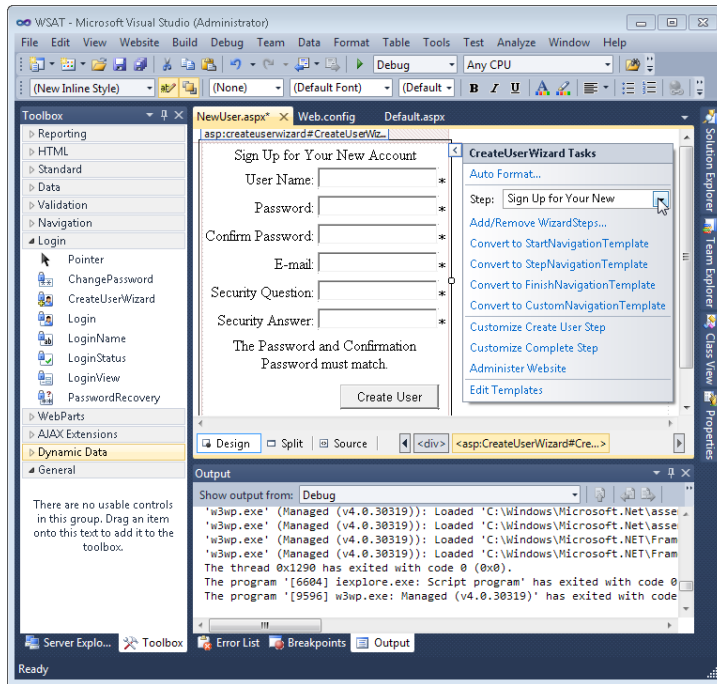 WSAT - Microsoft Visual Studio (Administrator)
File Edit View Website Build Debug Team Data Format Table Tools Test Analyze Window Help
Debug Any CPU
(New Inline Style) (None) (Default Font) (Default B I U A
Toolbox
Reporting
HTML
Standard
Data
Validation
Navigation
Login
Pointer
ChangePassword
CreateUserWizard
Login
LoginName
LoginStatus
LoginView
PasswordRecovery
WebParts
AJAX Extensions
Dynamic Data
General
There are no usable controls
in this group. Drag an item
onto this text to add it to the
toolbox.
Server Explo... Toolbox
NewUser.aspx* X Web.config Default.aspx
asp:createuserwizard#CreateUserWiz...
Sign Up for Your New Account
User Name: *
Password: *
Confirm Password: *
E-mail: *
Security Question: *
Security Answer: *
The Password and Confirmation
Password must match.
Create User
CreateUserWizard Tasks
Auto Format...
Step: Sign Up for Your New
Add/Remove WizardSteps...
Convert to StartNavigationTemplate
Convert to StepNavigationTemplate
Convert to FinishNavigationTemplate
Convert to CustomNavigationTemplate
Customize Create User Step
Customize Complete Step
Administer Website
Edit Templates
Design Split Source <div> <asp:CreateUserWizard#Cre...>
Output
Show output from: Debug
'w3wp.exe' (Managed (v4.0.30319)): Loaded 'C:\Windows\Microsoft.Net\asse
'w3wp.exe' (Managed (v4.0.30319)): Loaded 'C:\Windows\Microsoft.Net\asse
'w3wp.exe' (Managed (v4.0.30319)): Loaded 'C:\Windows\Microsoft.NET\Fram
'w3wp.exe' (Managed (v4.0.30319)): Loaded 'C:\Windows\Microsoft.NET\Fram
The thread 0x1290 has exited with code 0 (0x0).
The program '[6604] iexplore.exe: Script program' has exited with code 0
The program '[9596] w3wp.exe: Managed (v4.0.30319)' has exited with code
Error List Breakpoints Output
Solution Explorer
Team Explorer
Class View
Properties
Ready